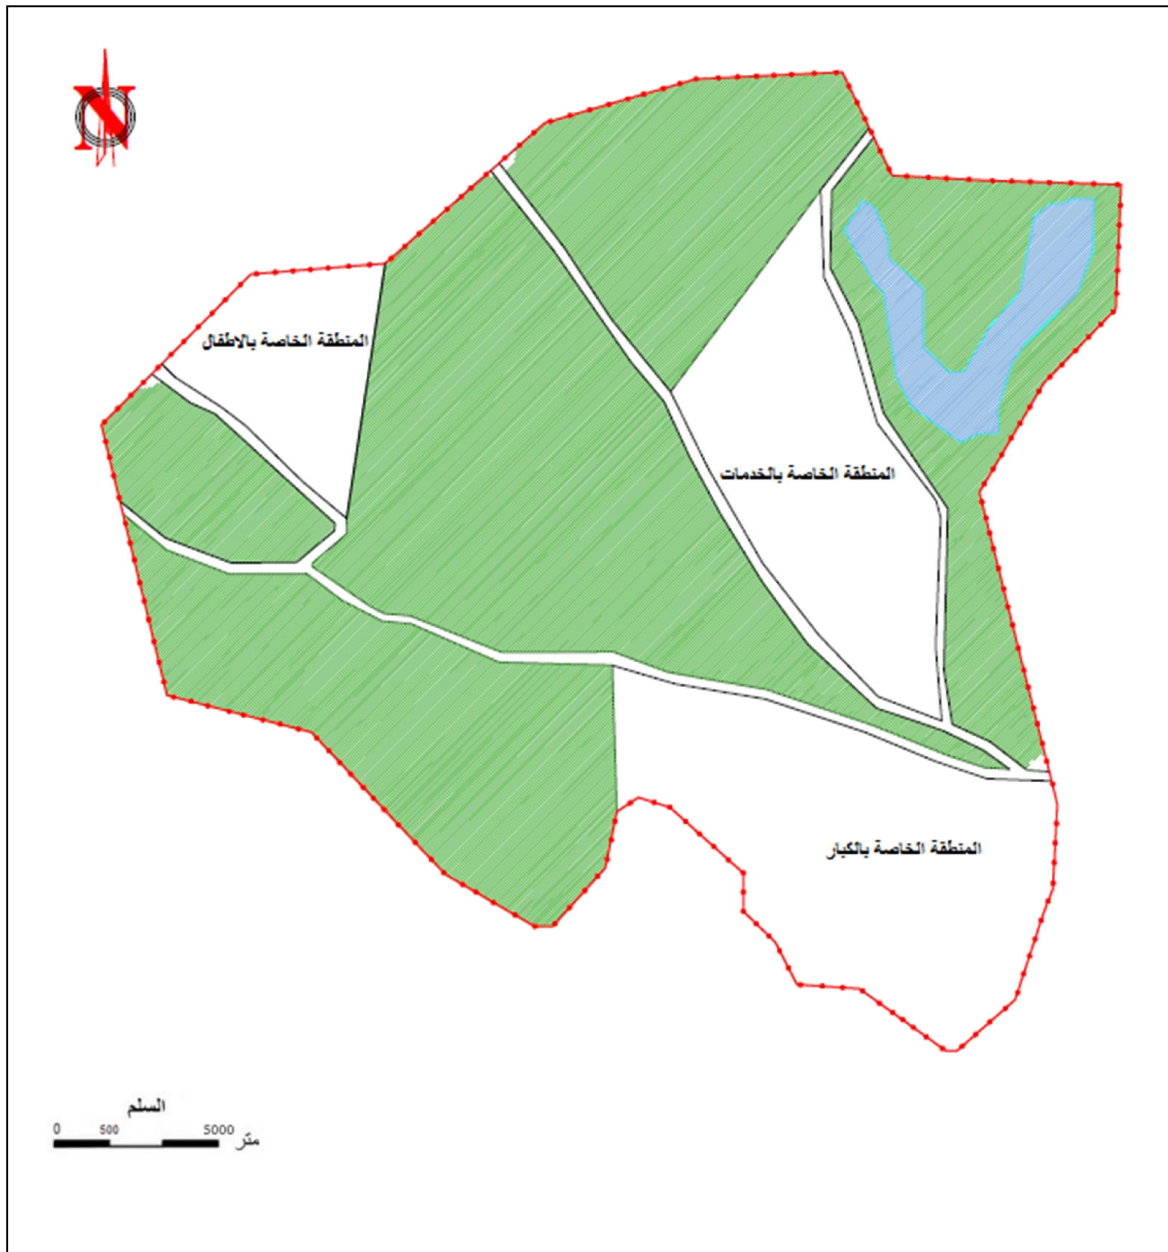 N
المنطقة الخاصة بالاطفال
المنطقة الخاصة بالخدمات
المنطقة الخاصة بالكبار
السلم
0 500 5000 متر